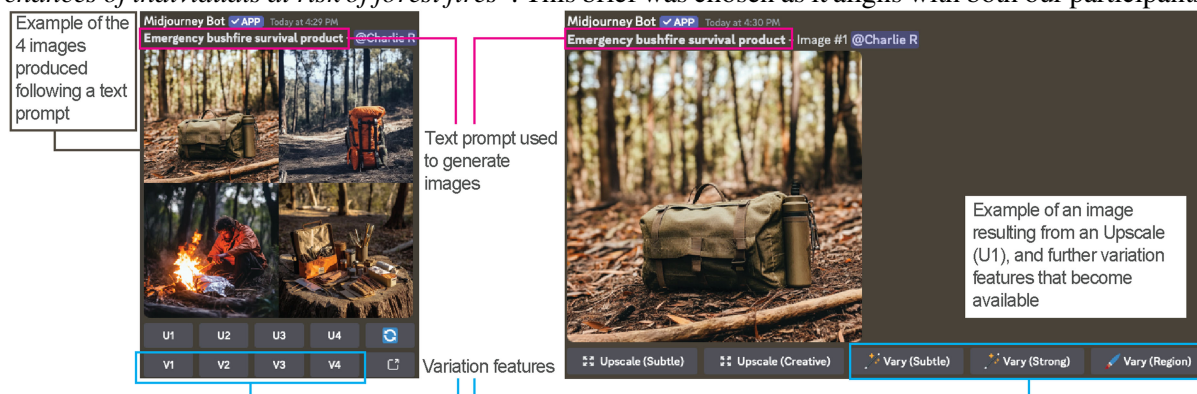 chances of individuals at risk of forest fires". This brief was chosen as it aligns with both our participants
Example of the
4 images
produced
following a text
prompt
Midjourney Bot ✓ APP Today at 4:29 PM
Emergency bushfire survival product - @Charlie R
U1 U2 U3 U4
V1 V2 V3 V4
Text prompt used
to generate
images
Variation features
Midjourney Bot ✓ APP Today at 4:30 PM
Emergency bushfire survival product - Image #1 @Charlie R
Example of an image
resulting from an Upscale
(U1), and further variation
features that become
available
Upscale (Subtle) Upscale (Creative) Vary (Subtle) Vary (Strong) Vary (Region)